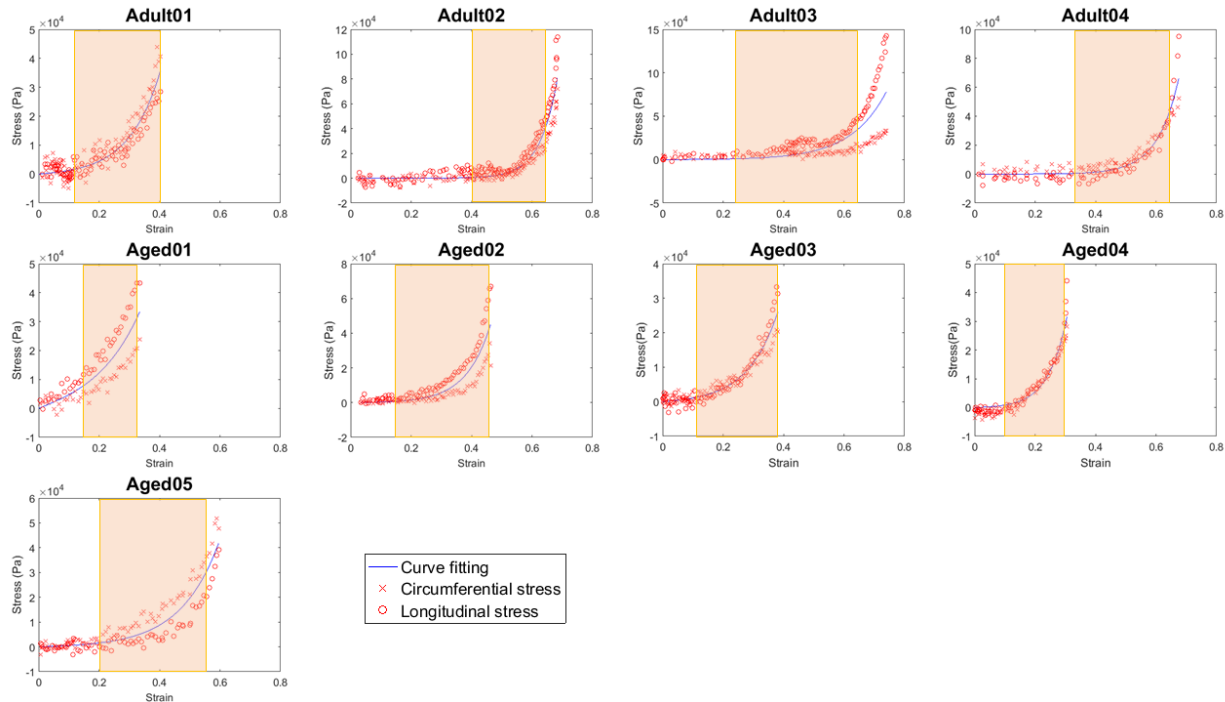 Adult01
×10⁴
5
4
3
2
1
0
-1
Stress (Pa)
0 0.2 0.4 0.6 0.8
Strain
Adult02
×10⁴
12
10
8
6
4
2
0
-2
Stress (Pa)
0 0.2 0.4 0.6 0.8
Strain
Adult03
×10⁴
15
10
5
0
-5
Stress (Pa)
0 0.2 0.4 0.6 0.8
Strain
Adult04
×10⁴
10
8
6
4
2
0
-2
Stress (Pa)
0 0.2 0.4 0.6 0.8
Strain
Aged01
×10⁴
5
4
3
2
1
0
-1
Stress (Pa)
0 0.2 0.4 0.6 0.8
Strain
Aged02
×10⁴
8
6
4
2
0
-2
Stress (Pa)
0 0.2 0.4 0.6 0.8
Strain
Aged03
×10⁴
4
3
2
1
0
-1
Stress(Pa)
0 0.2 0.4 0.6 0.8
Strain
Aged04
×10⁴
5
4
3
2
1
0
-1
Stress(Pa)
0 0.2 0.4 0.6 0.8
Strain
Aged05
×10⁴
6
5
4
3
2
1
0
-1
Stress (Pa)
0 0.2 0.4 0.6 0.8
Strain
Curve fitting
Circumferential stress
Longitudinal stress